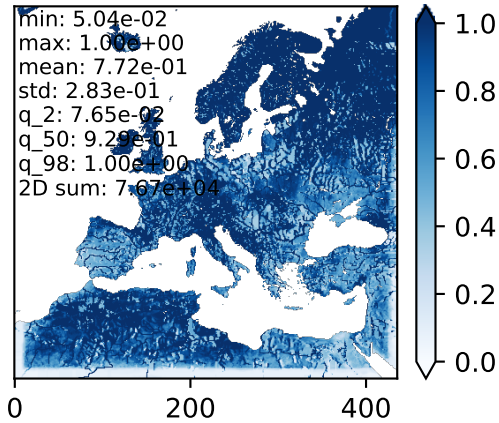 min: 5.04e-02
max: 1.00e+00
mean: 7.72e-01
std: 2.83e-01
q_2: 7.65e-02
q_50: 9.29e-01
q_98: 1.00e+00
2D sum: 7.67e+04
1.0
0.8
0.6
0.4
0.2
0.0
0 200 400